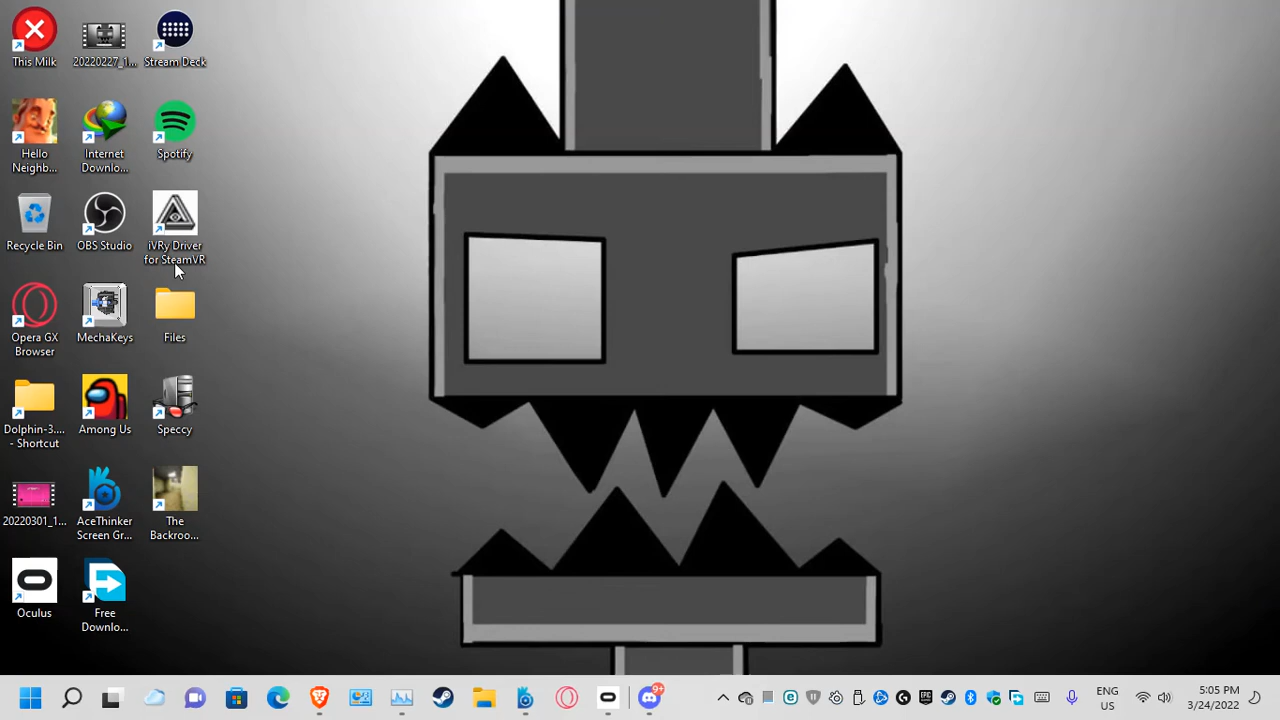 This Milk
20220227_1...
Stream Deck
Hello
Neighb...
Internet
Downlo...
Spotify
Recycle Bin
OBS Studio
iVRy Driver
for SteamVR
Opera GX
Browser
MechaKeys
Files
Dolphin-3....
- Shortcut
Among Us
Speccy
20220301_1...
AceThinker
Screen Gr...
The
Backroo...
Oculus
Free
Downlo...
9+
EPIC
ENG
US
5:05 PM
3/24/2022